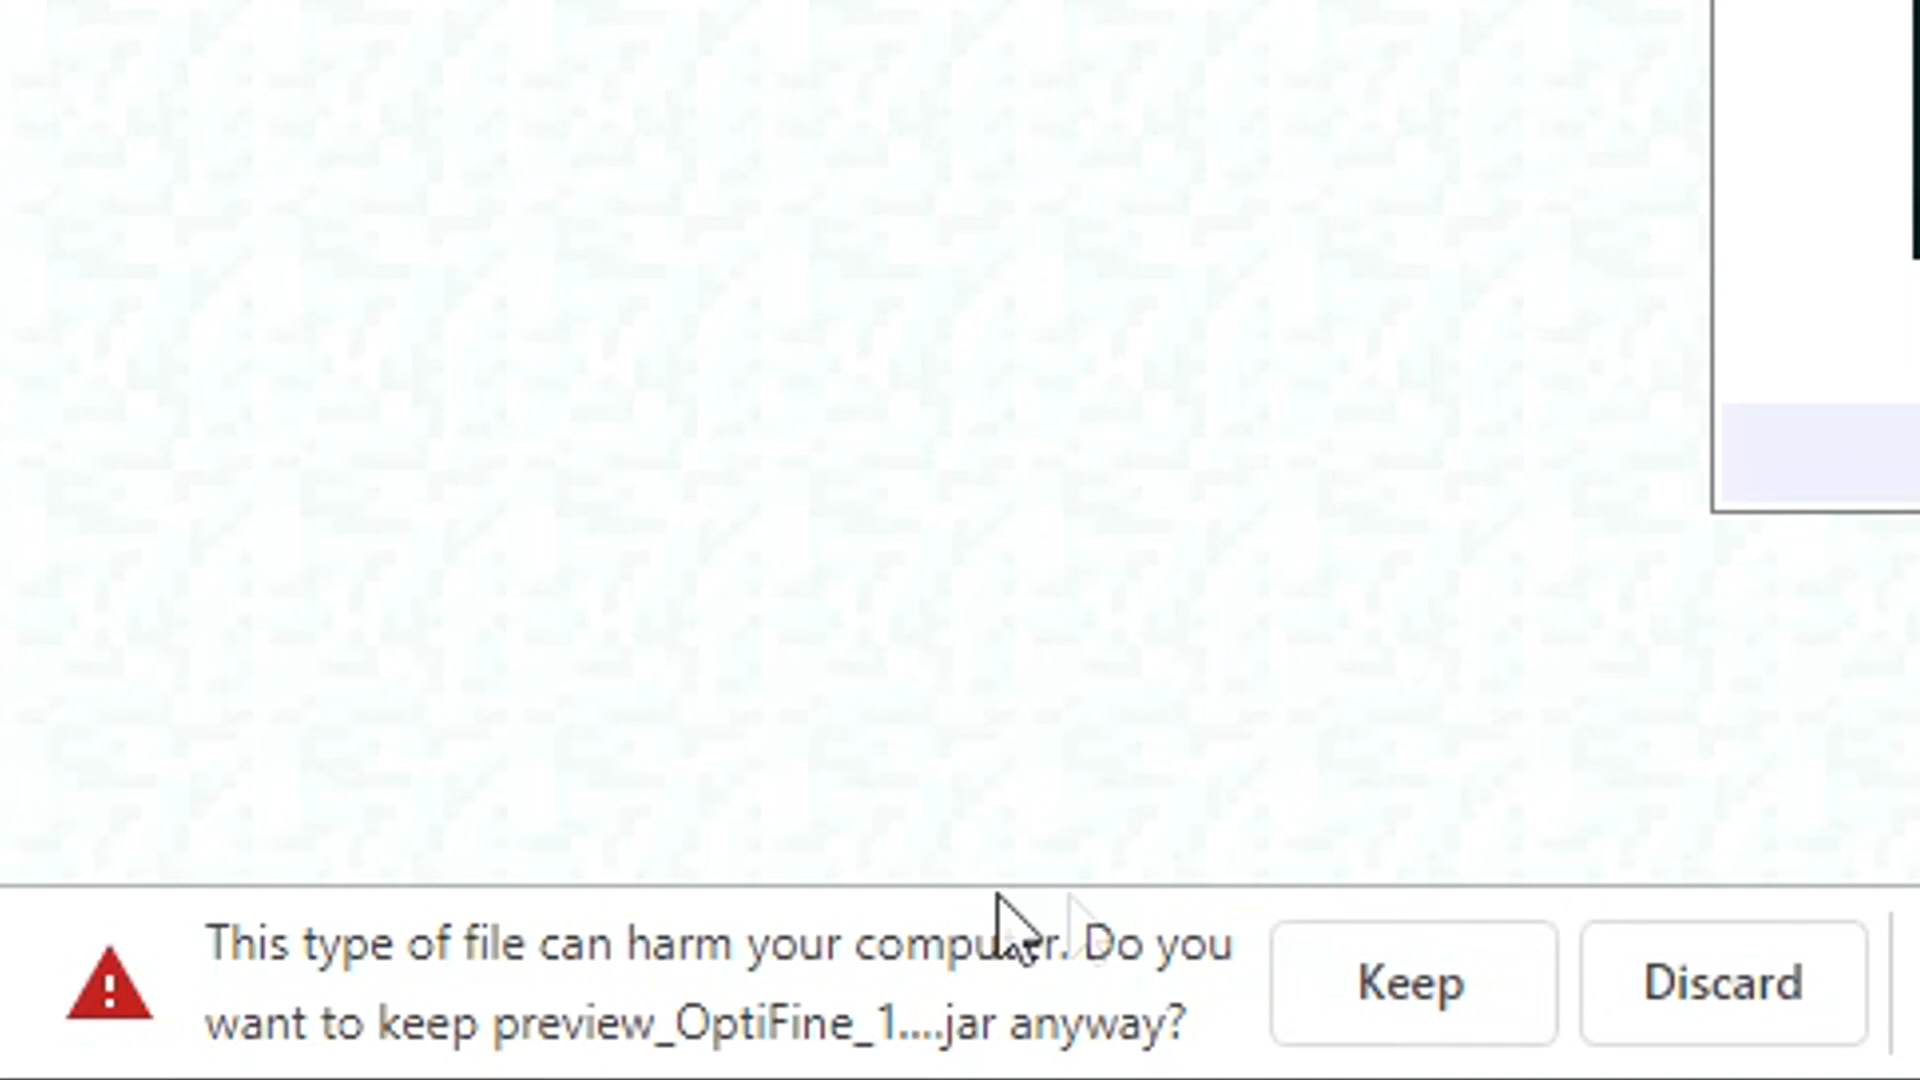 This type of file can harm your computer. Do you
want to keep preview_OptiFine_1....jar anyway?
Keep
Discard